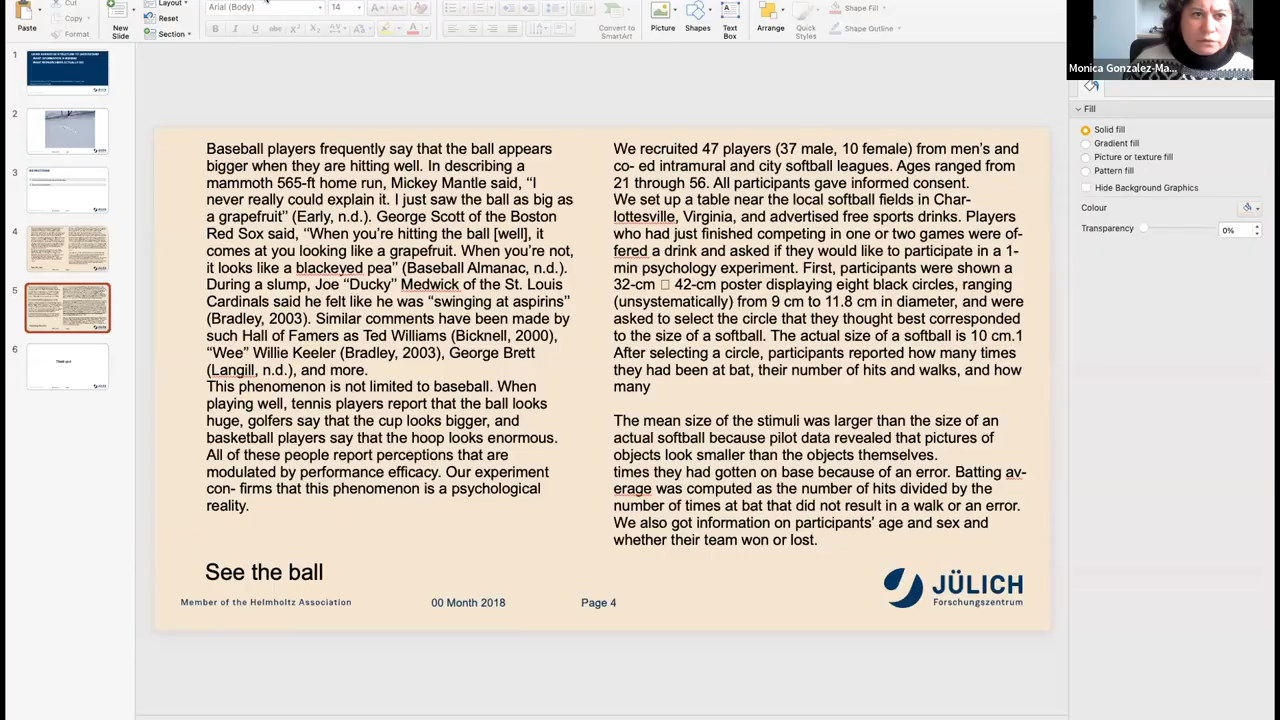 Paste
Cut
Copy
Format
New
Slide
Layout
Reset
Section
Arial (Body)
14
Convert to
SmartArt
Picture
Shapes
Text
Box
Arrange
Quick
Styles
Shape Fill
Shape Outline
Monica Gonzalez-Ma...
Fill
Solid fill
Gradient fill
Picture or texture fill
Pattern fill
Hide Background Graphics
Colour
Transparency
0%
1
2
3
4
5
6
Thank you!
Baseball players frequently say that the ball appers
bigger when they are hitting well. In describing a
mammoth 565-ft home run, Mickey Mantle said, “I
never really could explain it. I just saw the ball as big as
a grapefruit” (Early, n.d.). George Scott of the Boston
Red Sox said, “When you’re hitting the ball [well], it
comes at you looking like a grapefruit. When you’re not,
it looks like a blackeyed pea” (Baseball Almanac, n.d.).
During a slump, Joe “Ducky” Medwick of the St. Louis
Cardinals said he felt like he was “swinging at aspirins”
(Bradley, 2003). Similar comments have been made by
such Hall of Famers as Ted Williams (Bicknell, 2000),
“Wee” Willie Keeler (Bradley, 2003), George Brett
(Langill, n.d.), and more.
This phenomenon is not limited to baseball. When
playing well, tennis players report that the ball looks
huge, golfers say that the cup looks bigger, and
basketball players say that the hoop looks enormous.
All of these people report perceptions that are
modulated by performance efficacy. Our experiment
con- firms that this phenomenon is a psychological
reality.
We recruited 47 players (37 male, 10 female) from men’s and
co- ed intramural and city softball leagues. Ages ranged from
21 through 56. All participants gave informed consent.
We set up a table near the local softball fields in Char-
lottesville, Virginia, and advertised free sports drinks. Players
who had just finished competing in one or two games were of-
fered a drink and asked if they would like to participate in a 1-
min psychology experiment. First, participants were shown a
32-cm □ 42-cm poster displaying eight black circles, ranging
(unsystematically) from 9 cm to 11.8 cm in diameter, and were
asked to select the circle that they thought best corresponded
to the size of a softball. The actual size of a softball is 10 cm.1
After selecting a circle, participants reported how many times
they had been at bat, their number of hits and walks, and how
many
The mean size of the stimuli was larger than the size of an
actual softball because pilot data revealed that pictures of
objects look smaller than the objects themselves.
times they had gotten on base because of an error. Batting av-
erage was computed as the number of hits divided by the
number of times at bat that did not result in a walk or an error.
We also got information on participants’ age and sex and
whether their team won or lost.
See the ball
Member of the Helmholtz Association
00 Month 2018
Page 4
JÜLICH
Forschungszentrum